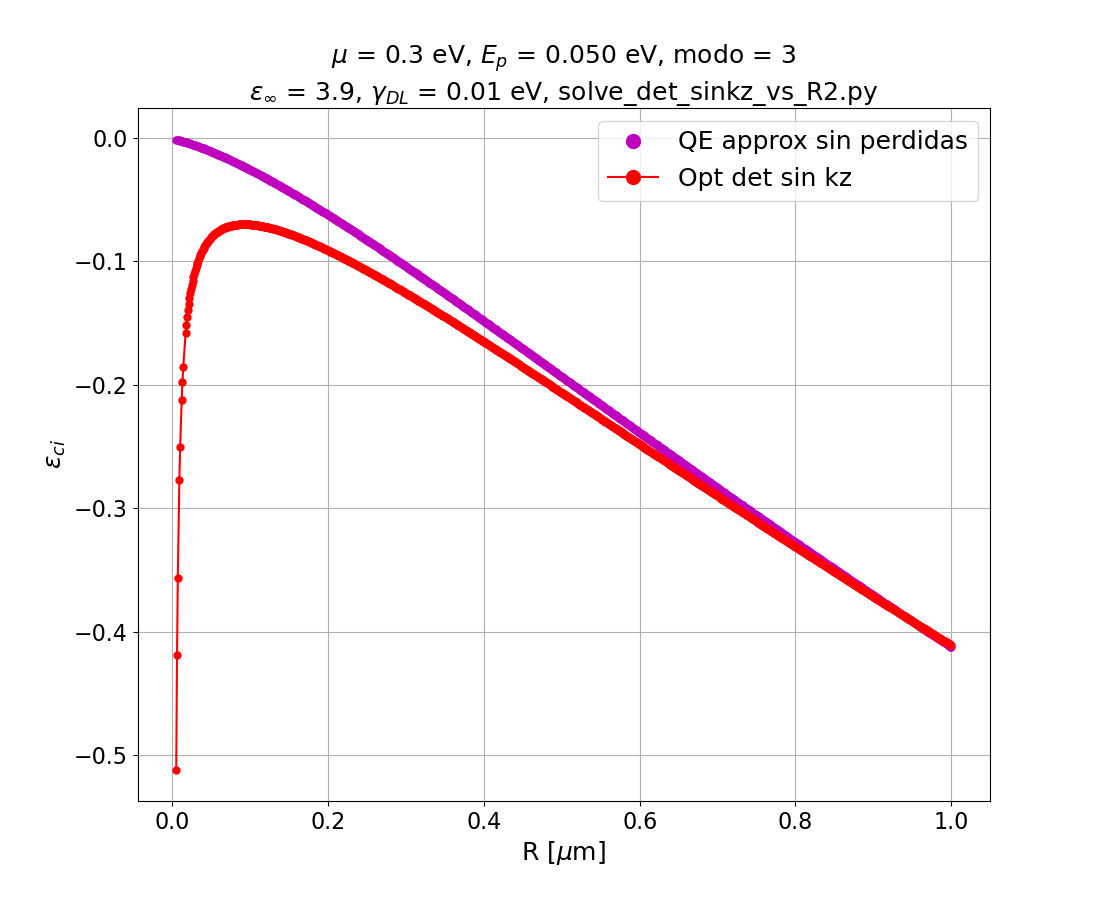 μ = 0.3 eV, E_p = 0.050 eV, modo = 3
ε_∞ = 3.9, γ_DL = 0.01 eV, solve_det_sinkz_vs_R2.py
QE approx sin perdidas
Opt det sin kz
0.0
−0.1
−0.2
−0.3
−0.4
−0.5
ε_ci
0.0 0.2 0.4 0.6 0.8 1.0
R [μm]